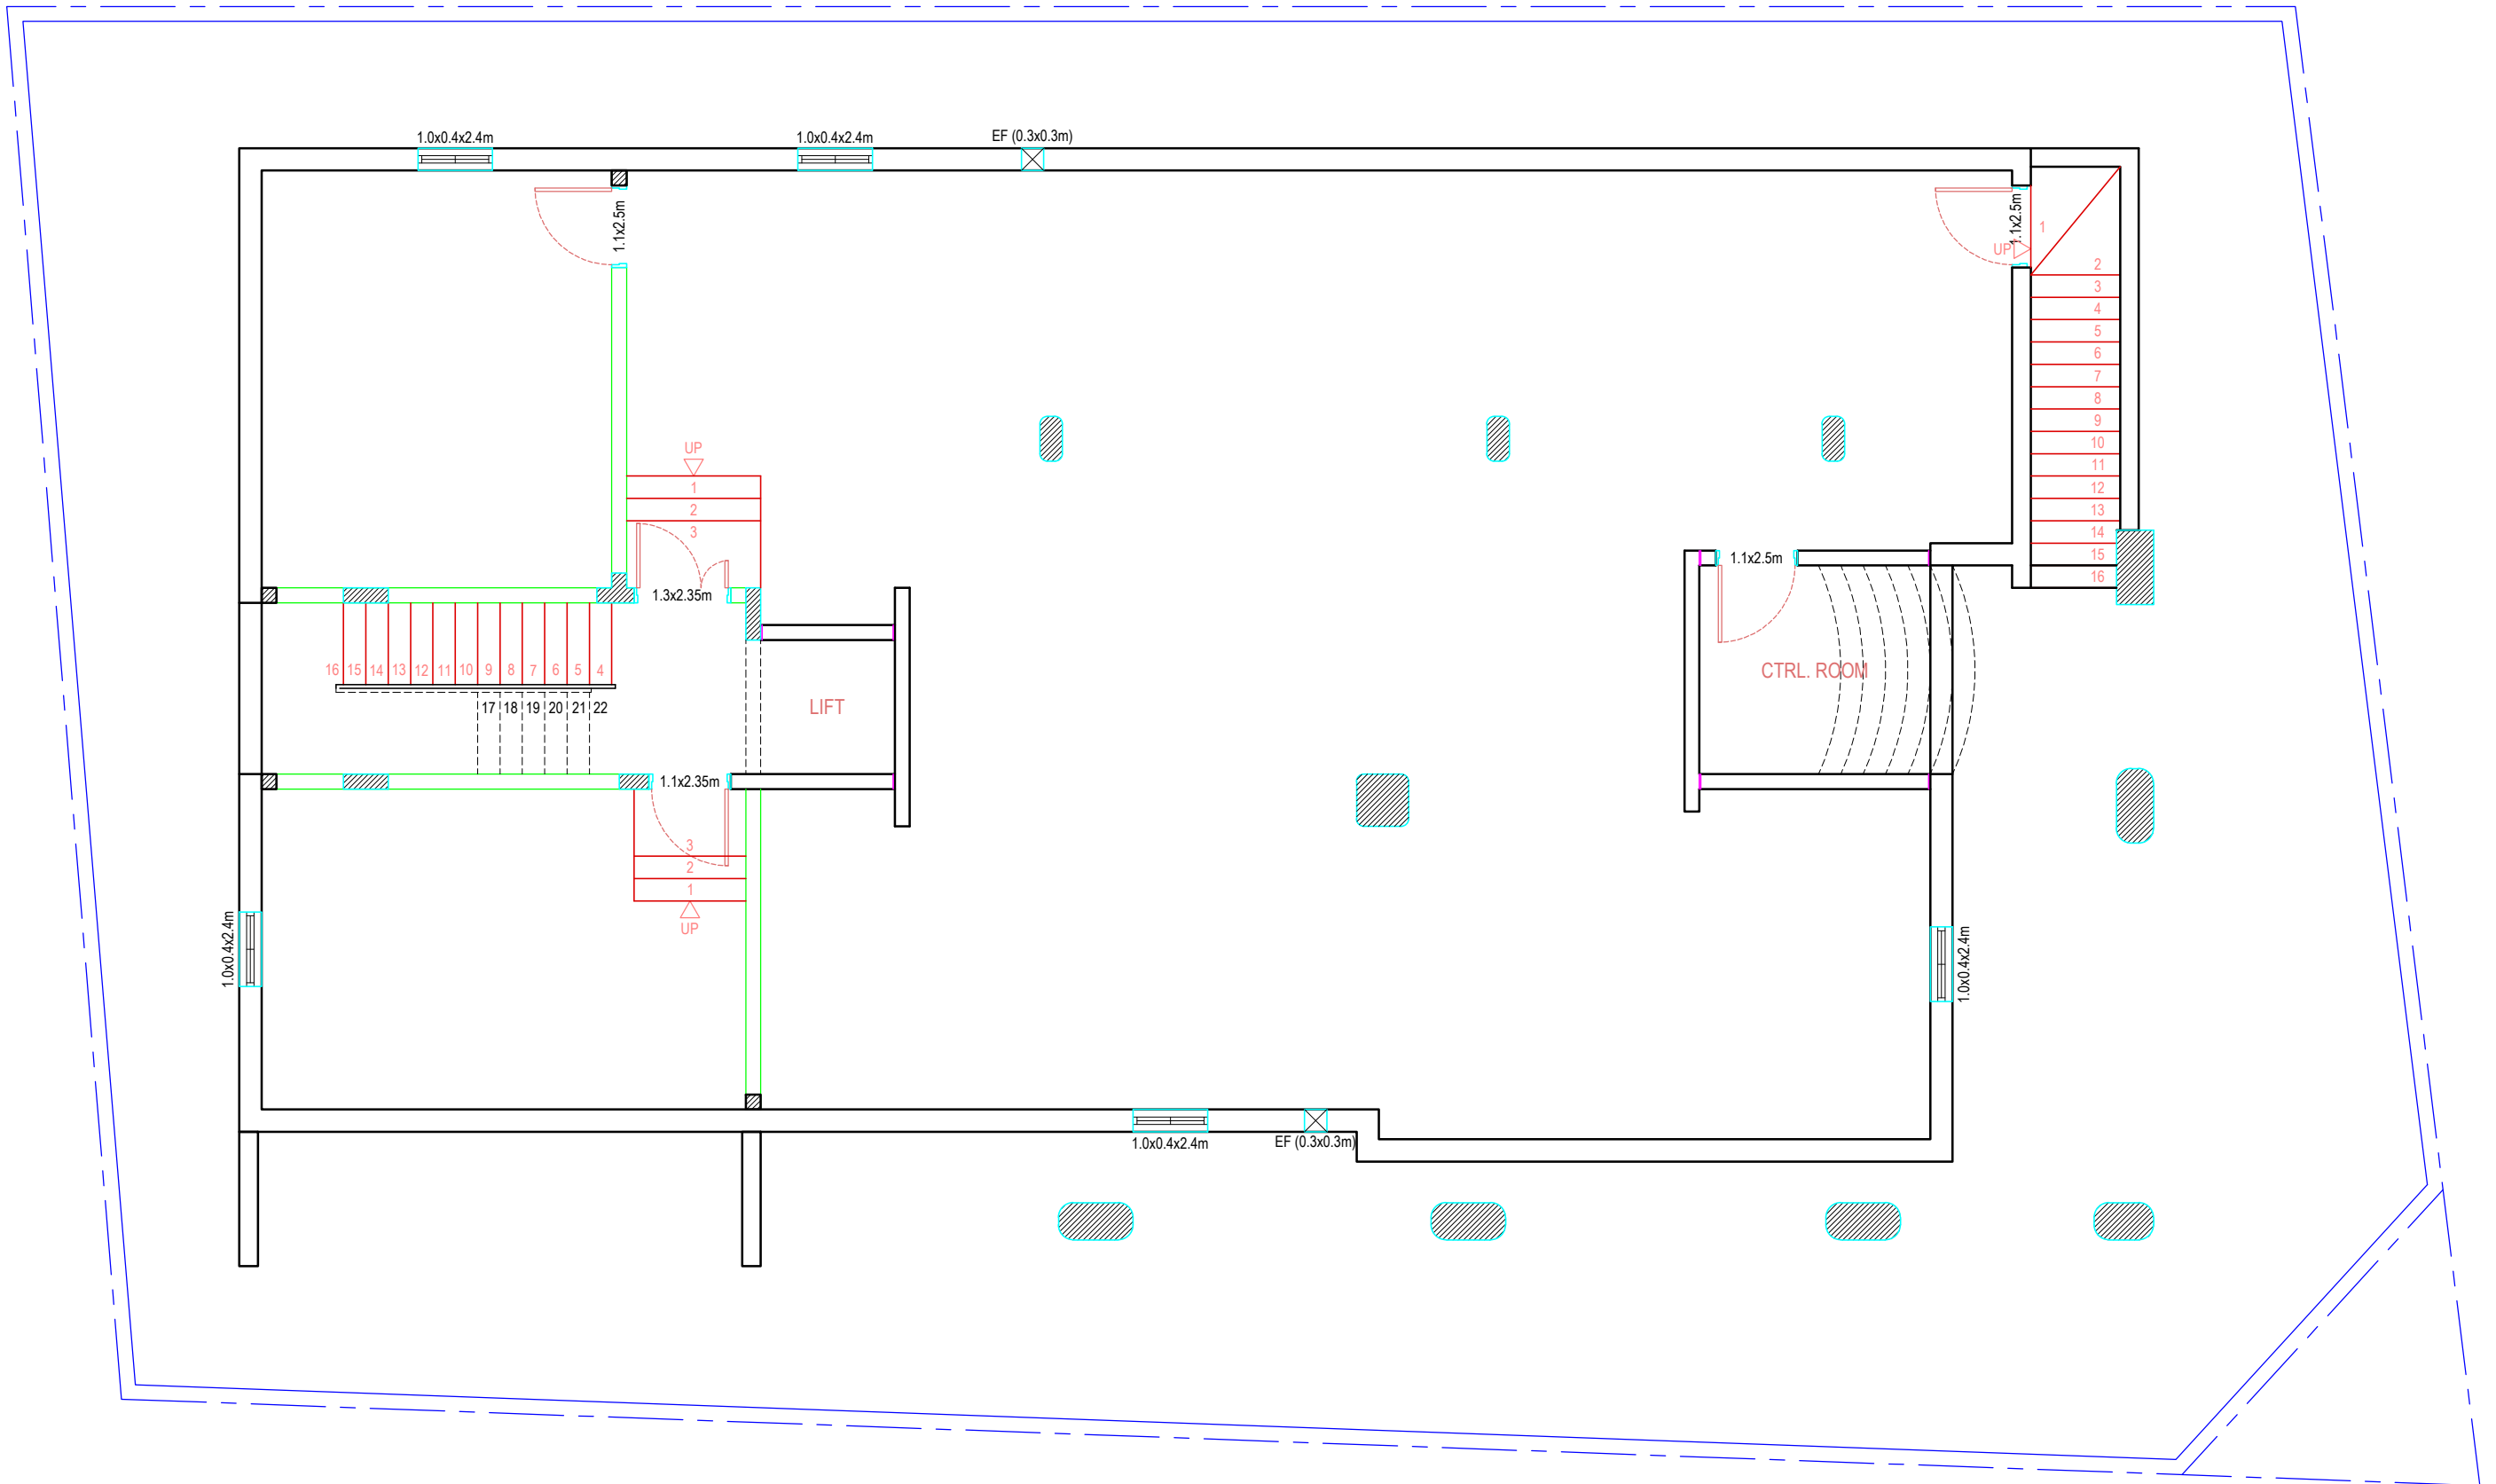 1.0x0.4x2.4m
1.0x0.4x2.4m
EF (0.3x0.3m)
1.1x2.5m
1.1x2.5m
UP
1
2
3
4
5
6
7
8
9
10
11
12
13
14
15
16
UP
1
2
3
1.3x2.35m
1.1x2.5m
16 15 14 13 12 11 10 9 8 7 6 5 4
CTRL. ROOM
17 18 19 20 21 22
LIFT
1.1x2.35m
3
2
1
UP
1.0x0.4x2.4m
1.0x0.4x2.4m
1.0x0.4x2.4m
EF (0.3x0.3m)